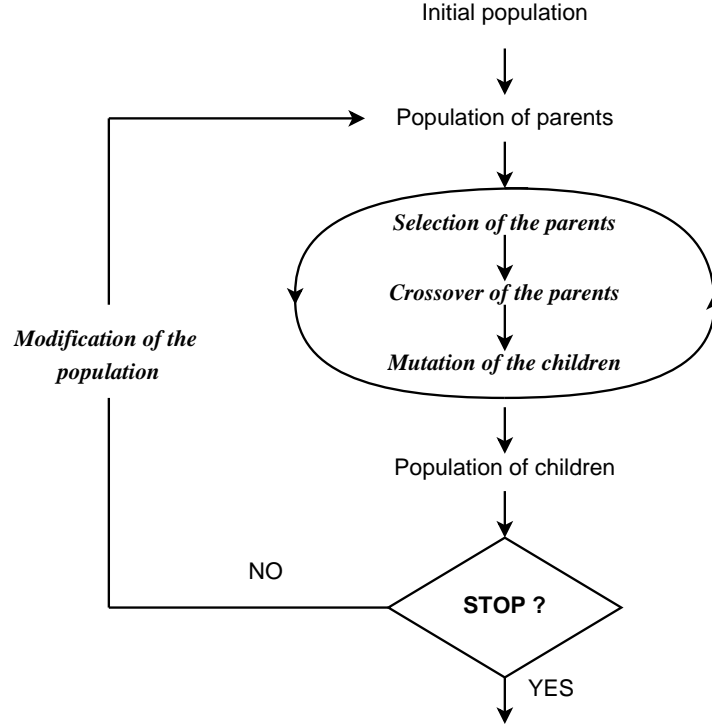 Initial population
Population of parents
Selection of the parents
Crossover of the parents
Modification of the
population
Mutation of the children
Population of children
NO
STOP ?
YES